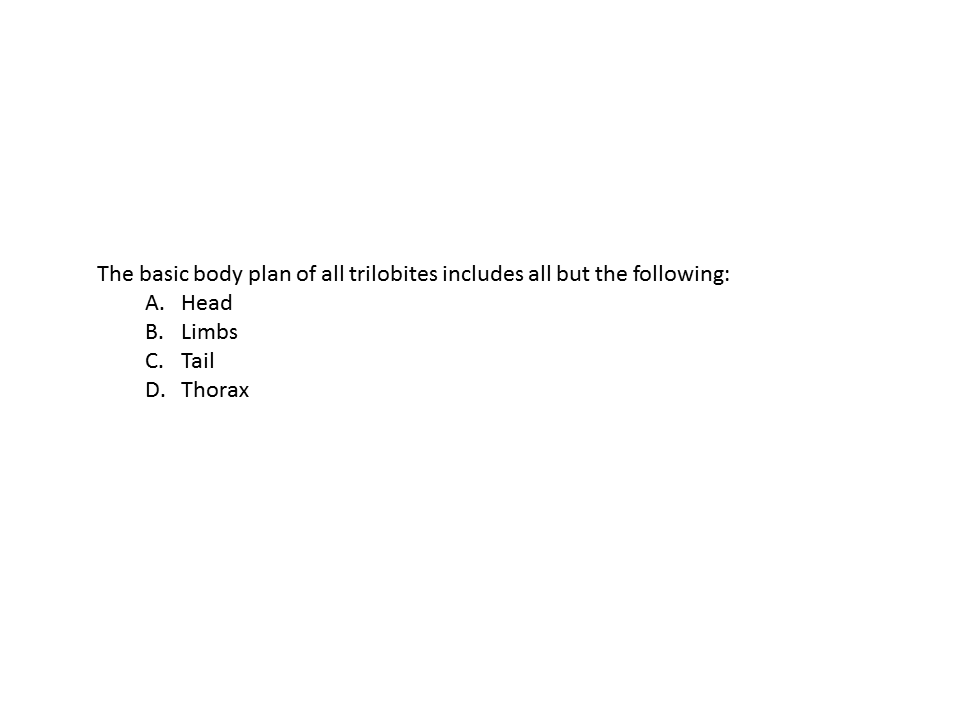 The basic body plan of all trilobites includes all but the following:
A. Head
B. Limbs
C. Tail
D. Thorax